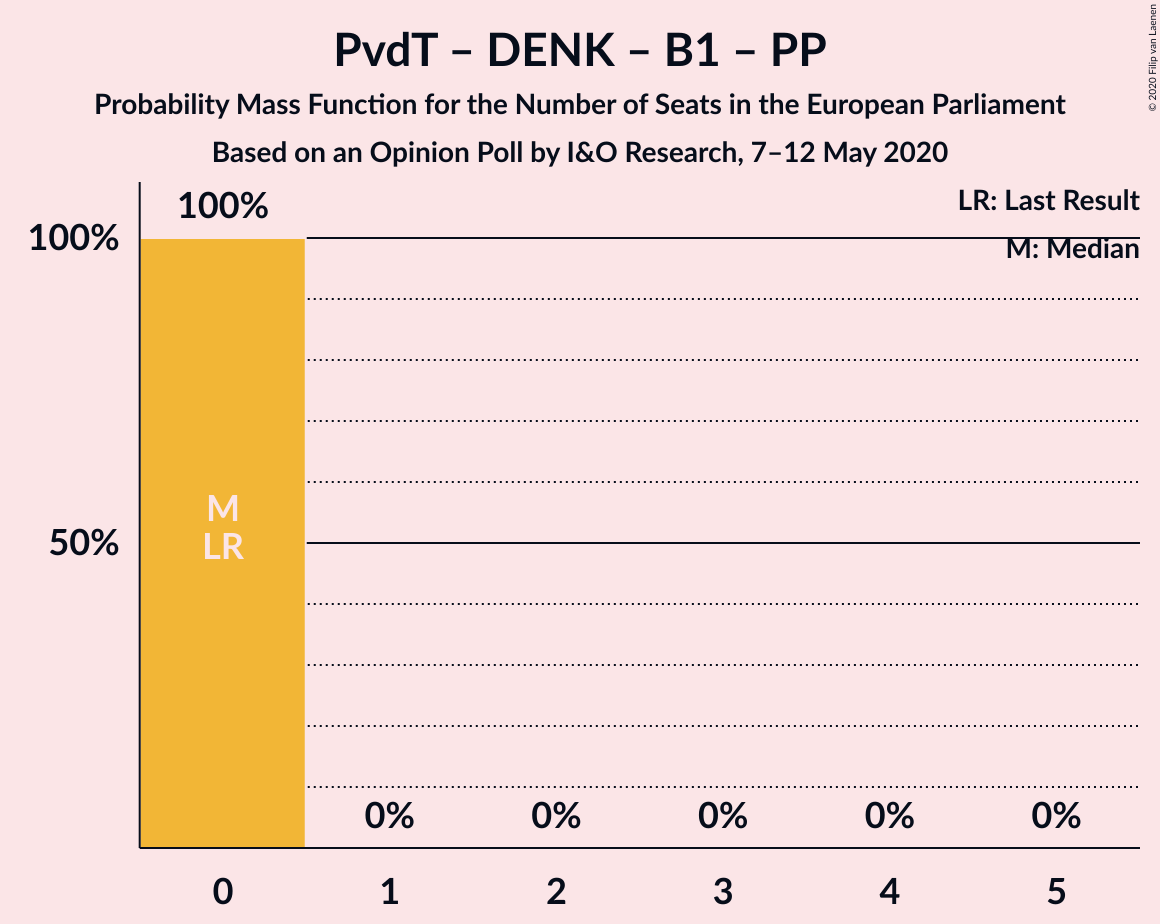 PvdT – DENK – B1 – PP
Probability Mass Function for the Number of Seats in the European Parliament
Based on an Opinion Poll by I&O Research, 7–12 May 2020
© 2020 Filip van Laenen
LR: Last Result
M: Median
100%
100%
50%
M
LR
0%
0%
0%
0%
0%
0
1
2
3
4
5